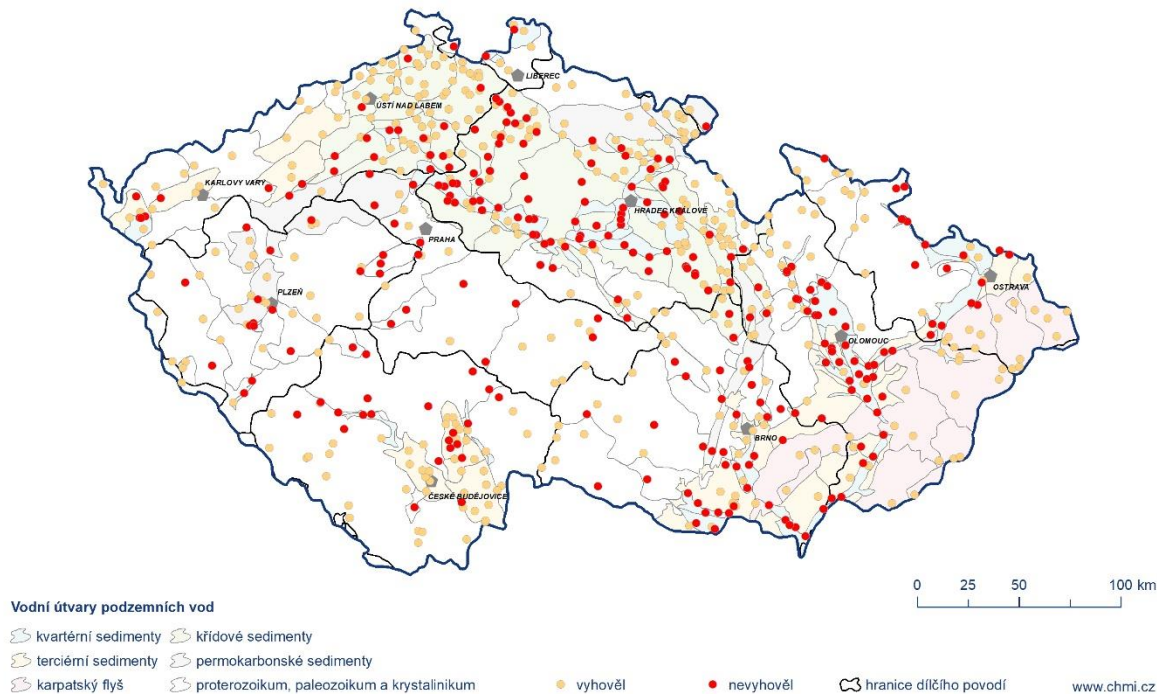 LIBEREC
ÚSTÍ NAD LABEM
KARLOVY VARY
HRADEC KRÁLOVÉ
PRAHA
PLZEŇ
OSTRAVA
OLOMOUC
BRNO
ČESKÉ BUDĚJOVICE
0 25 50 100 km
Vodní útvary podzemních vod
kvartérní sedimenty křídové sedimenty
terciérní sedimenty permokarbonské sedimenty
karpatský flyš proterozoikum, paleozoikum a krystalinikum vyhověl nevyhověl hranice dílčího povodí www.chmi.cz